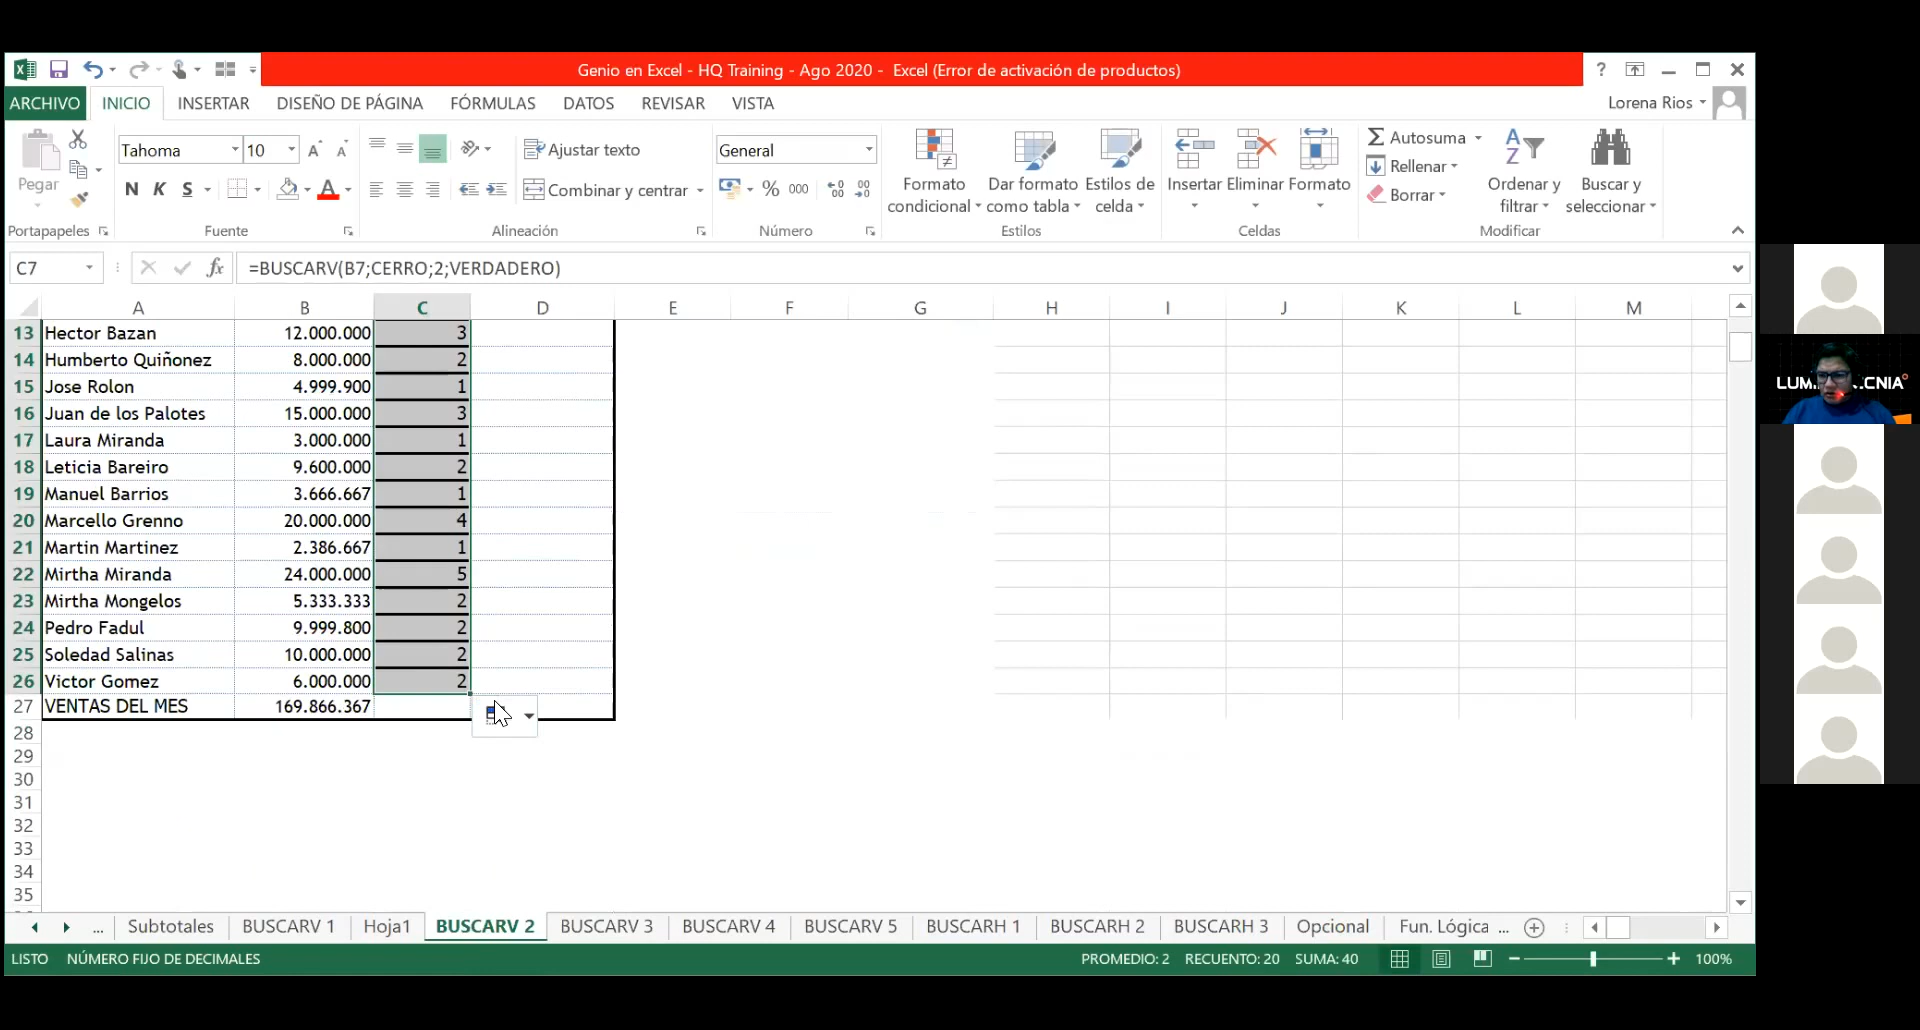 Genio en Excel - HQ Training - Ago 2020 - Excel (Error de activación de productos)
?
ARCHIVO INICIO INSERTAR DISEÑO DE PÁGINA FÓRMULAS DATOS REVISAR VISTA Lorena Rios
Pegar
Tahoma 10
Ajustar texto
General
N K S
Combinar y centrar
% 000
Formato condicional
Dar formato como tabla
Estilos de celda
Insertar Eliminar Formato
Autosuma
Rellenar
Borrar
Ordenar y filtrar
Buscar y seleccionar
Portapapeles Fuente Alineación Número Estilos Celdas Modificar
C7 fx =BUSCARV(B7;CERRO;2;VERDADERO)
A B C D E F G H I J K L M
13 Hector Bazan 12.000.000 3
14 Humberto Quiñonez 8.000.000 2
15 Jose Rolon 4.999.900 1
16 Juan de los Palotes 15.000.000 3
17 Laura Miranda 3.000.000 1
18 Leticia Bareiro 9.600.000 2
19 Manuel Barrios 3.666.667 1
20 Marcello Grenno 20.000.000 4
21 Martin Martinez 2.386.667 1
22 Mirtha Miranda 24.000.000 5
23 Mirtha Mongelos 5.333.333 2
24 Pedro Fadul 9.999.800 2
25 Soledad Salinas 10.000.000 2
26 Victor Gomez 6.000.000 2
27 VENTAS DEL MES 169.866.367
28
29
30
31
32
33
34
35
... Subtotales BUSCARV 1 Hoja1 BUSCARV 2 BUSCARV 3 BUSCARV 4 BUSCARV 5 BUSCARH 1 BUSCARH 2 BUSCARH 3 Opcional Fun. Lógica ...
LISTO NÚMERO FIJO DE DECIMALES PROMEDIO: 2 RECUENTO: 20 SUMA: 40 100%